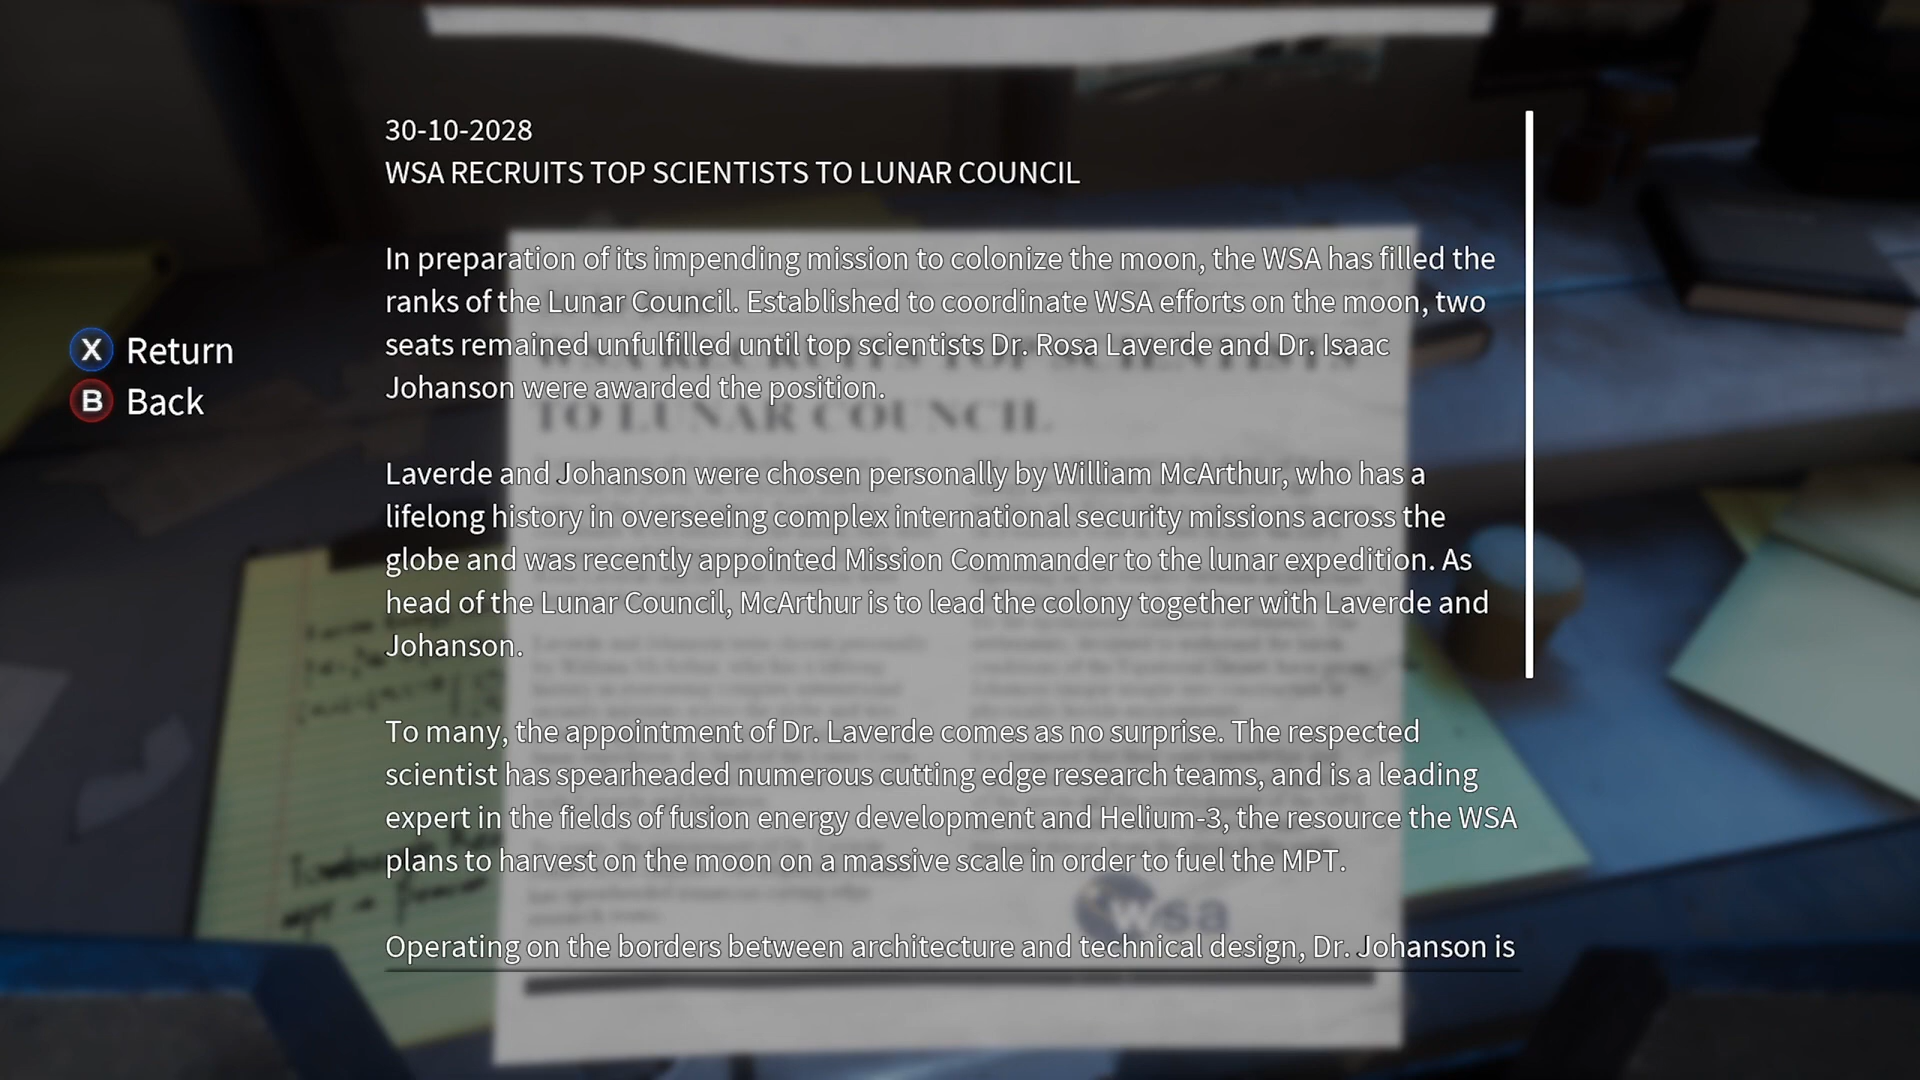 30-10-2028
WSA RECRUITS TOP SCIENTISTS TO LUNAR COUNCIL
In preparation of its impending mission to colonize the moon, the WSA has filled the
ranks of the Lunar Council. Established to coordinate WSA efforts on the moon, two
seats remained unfulfilled until top scientists Dr. Rosa Laverde and Dr. Isaac
Johanson were awarded the position.
Laverde and Johanson were chosen personally by William McArthur, who has a
lifelong history in overseeing complex international security missions across the
globe and was recently appointed Mission Commander to the lunar expedition. As
head of the Lunar Council, McArthur is to lead the colony together with Laverde and
Johanson.
To many, the appointment of Dr. Laverde comes as no surprise. The respected
scientist has spearheaded numerous cutting edge research teams, and is a leading
expert in the fields of fusion energy development and Helium-3, the resource the WSA
plans to harvest on the moon on a massive scale in order to fuel the MPT.
Operating on the borders between architecture and technical design, Dr. Johanson is
X Return
B Back
TO LUNAR COUNCIL
wsa